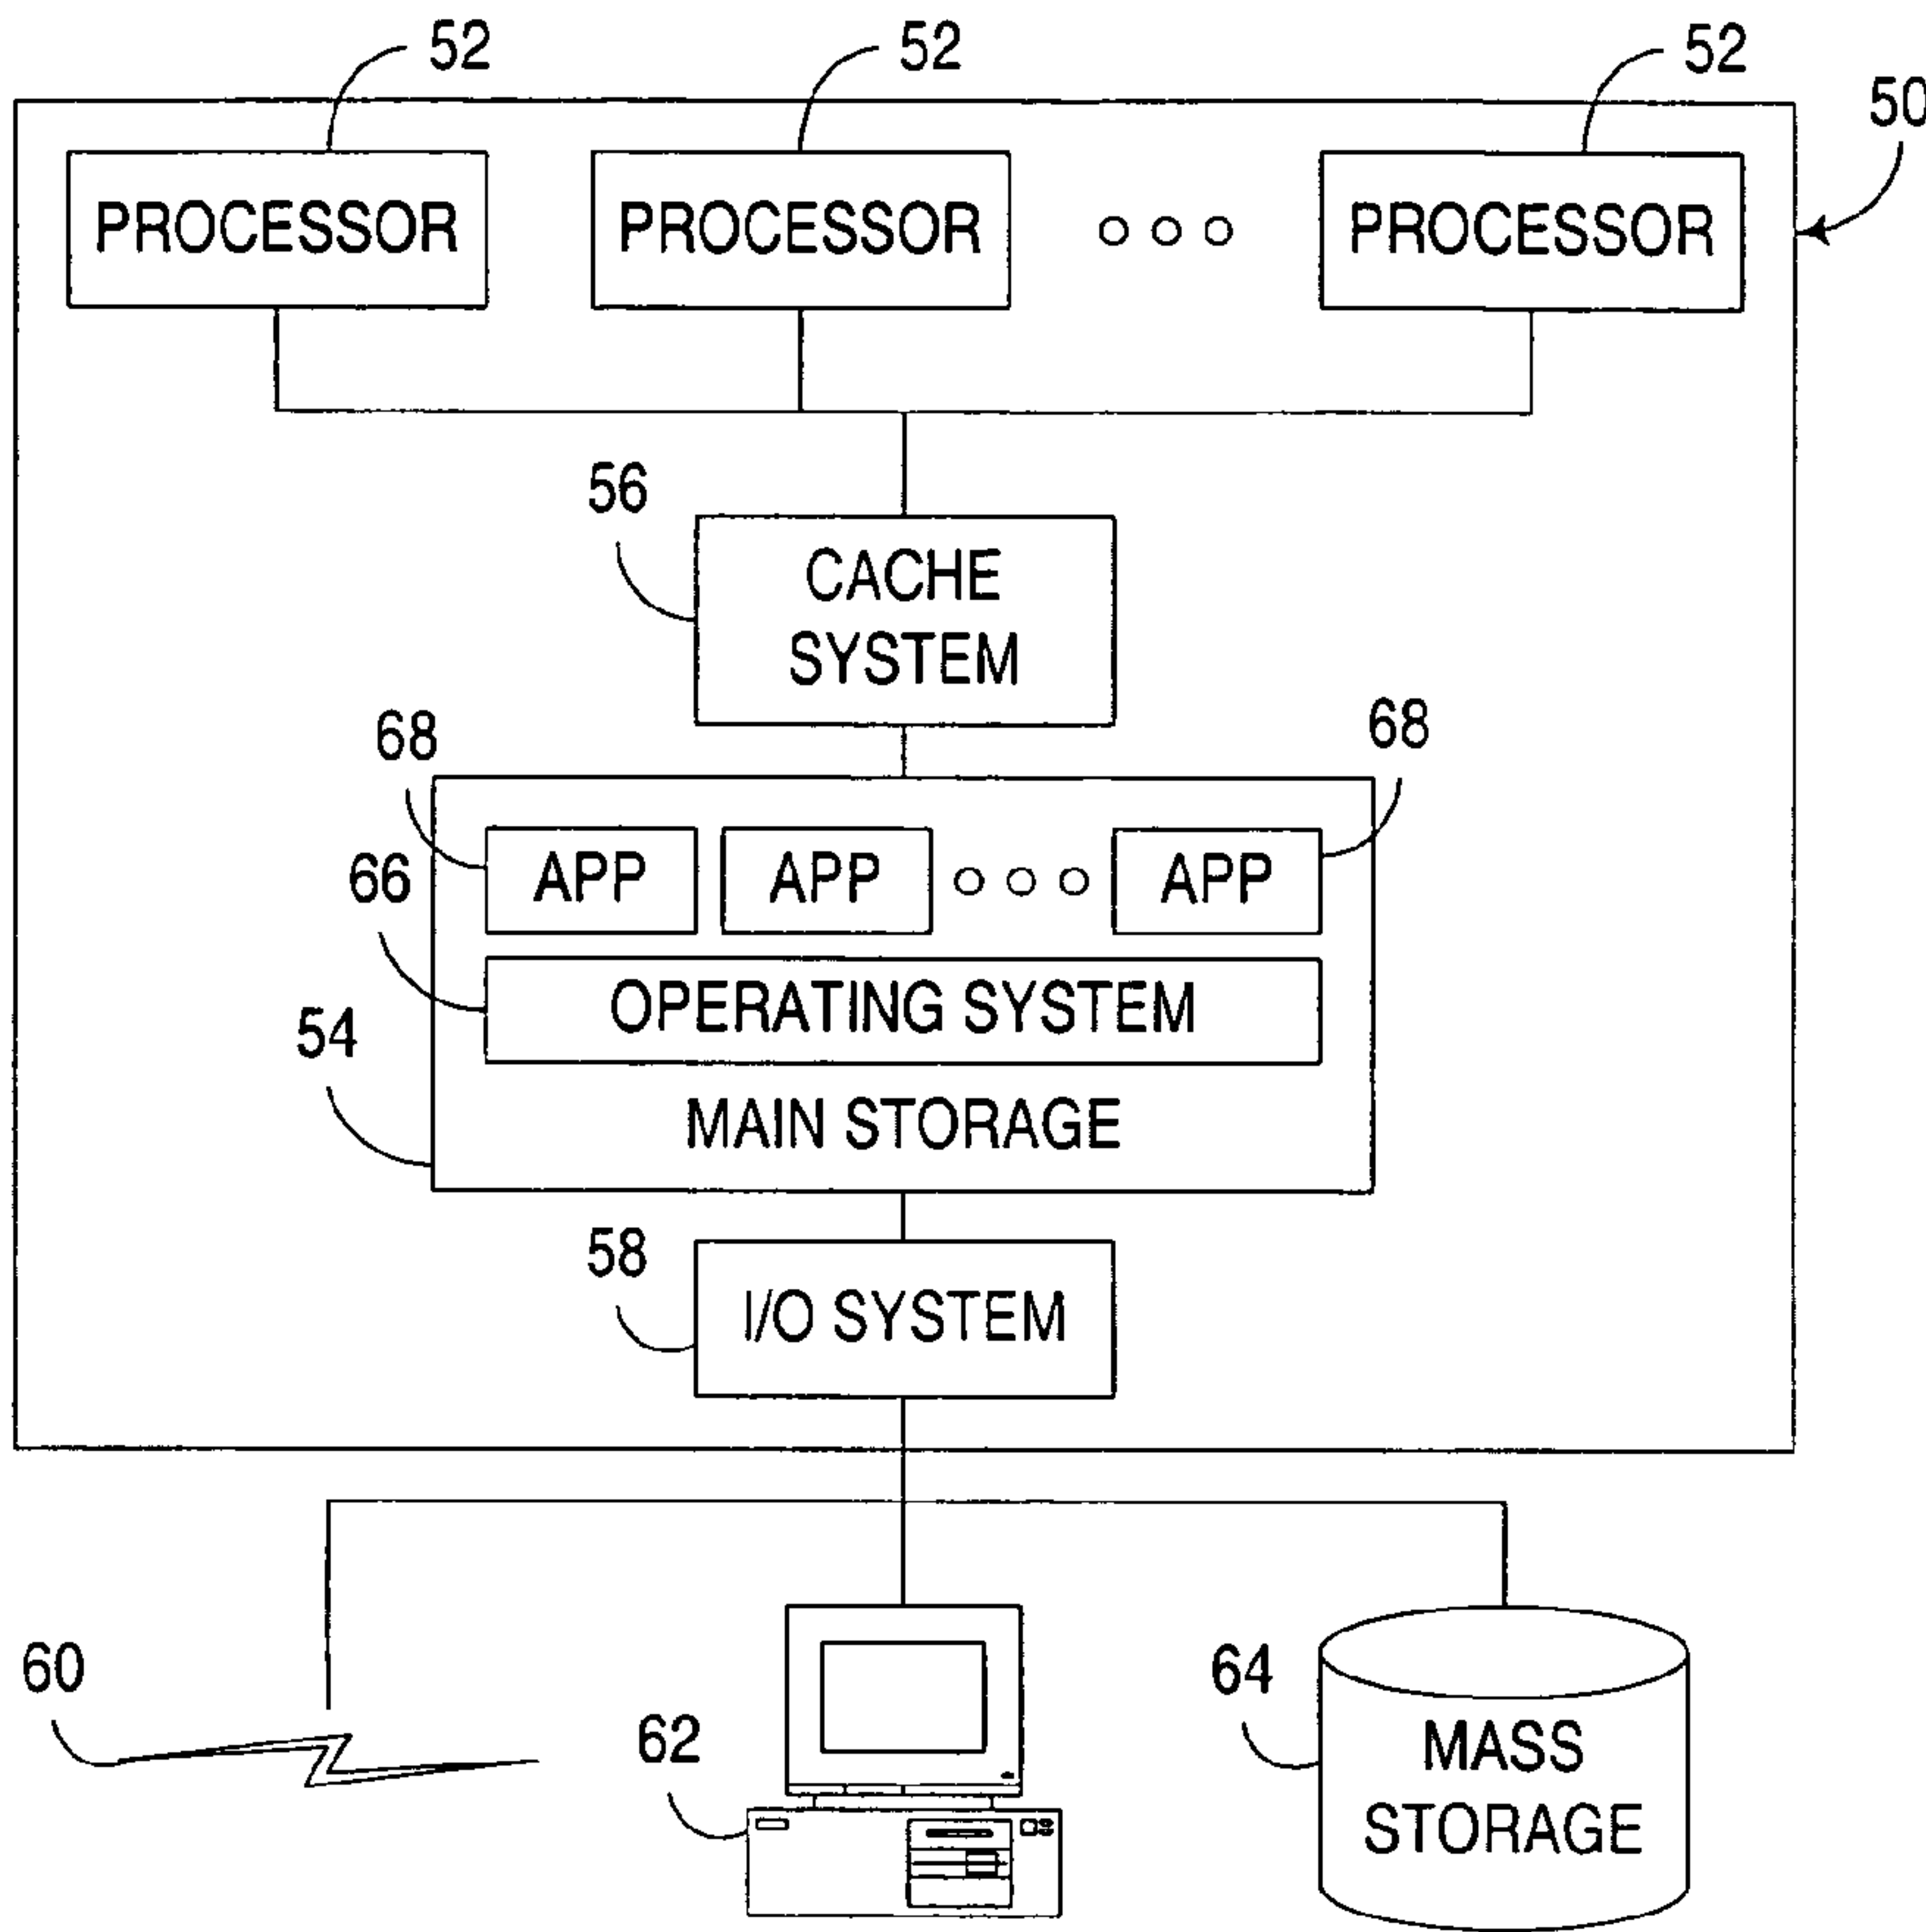 52
52
52
50
PROCESSOR
PROCESSOR
PROCESSOR
56
CACHE
SYSTEM
68
68
APP
APP
APP
66
OPERATING SYSTEM
54
MAIN STORAGE
58
I/O SYSTEM
60
62
64
MASS
STORAGE